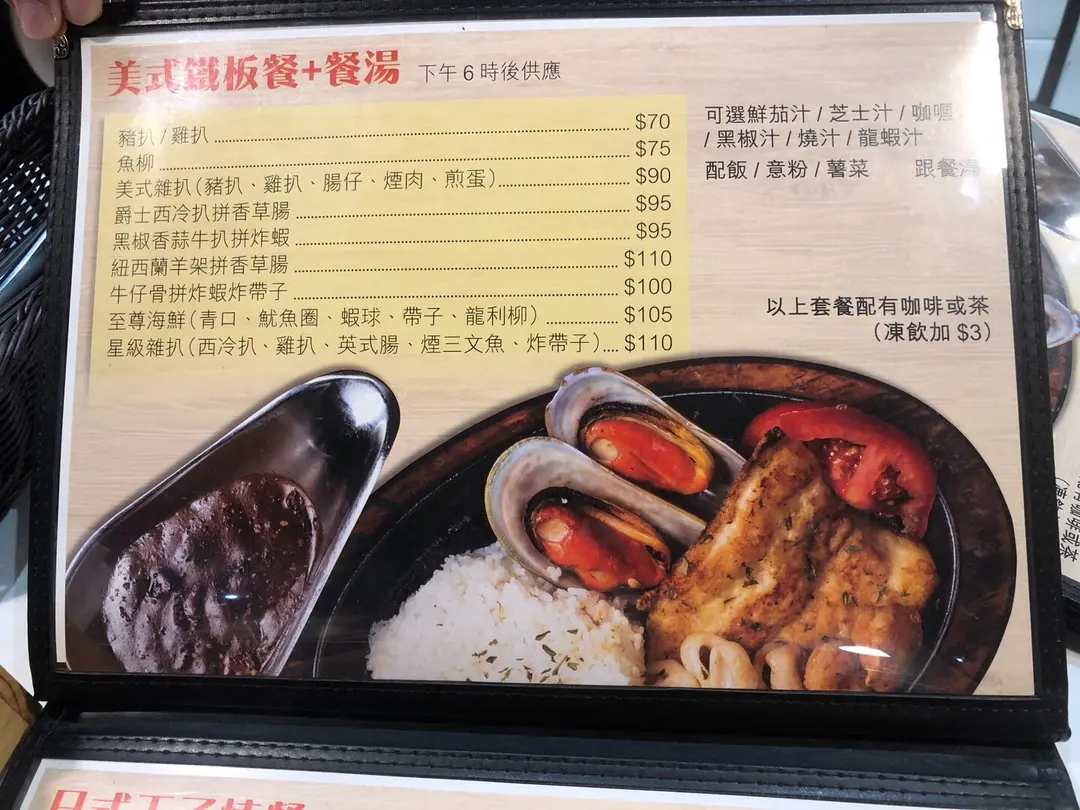 美式鐵板餐+餐湯 下午6時後供應
豬扒 / 雞扒 $70
魚柳 $75
美式雜扒(豬扒、雞扒、腸仔、煙肉、煎蛋) $90
爵士西冷扒拼香草腸 $95
黑椒香蒜牛扒拼炸蝦 $95
紐西蘭羊架拼香草腸 $110
牛仔骨拼炸蝦炸帶子 $100
至尊海鮮(青口、魷魚圈、蝦球、帶子、龍利柳) $105
星級雜扒(西冷扒、雞扒、英式腸、煙三文魚、炸帶子) $110
可選鮮茄汁 / 芝士汁 / 咖喱
/ 黑椒汁 / 燒汁 / 龍蝦汁
配飯 / 意粉 / 薯菜 跟餐湯
以上套餐配有咖啡或茶
(凍飲加 $3)